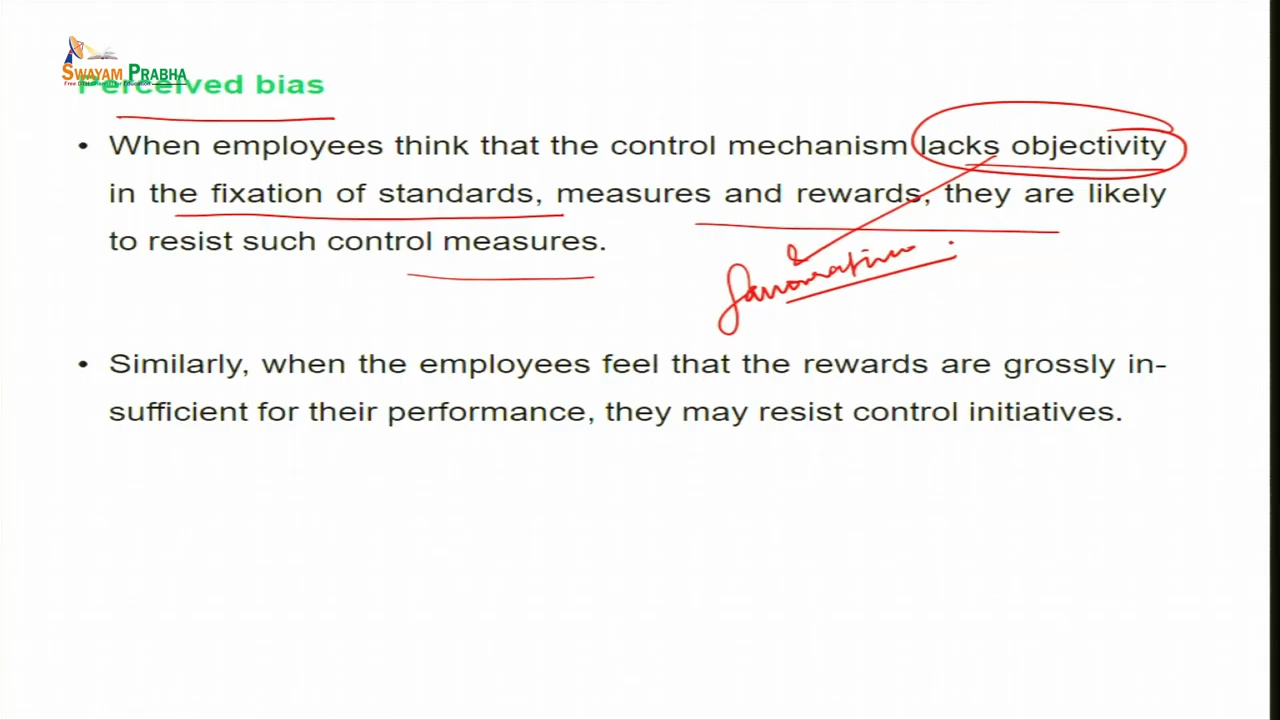 SWAYAM PRABHA
Perceived bias
• When employees think that the control mechanism lacks objectivity
in the fixation of standards, measures and rewards, they are likely
to resist such control measures.
• Similarly, when the employees feel that the rewards are grossly in-
sufficient for their performance, they may resist control initiatives.